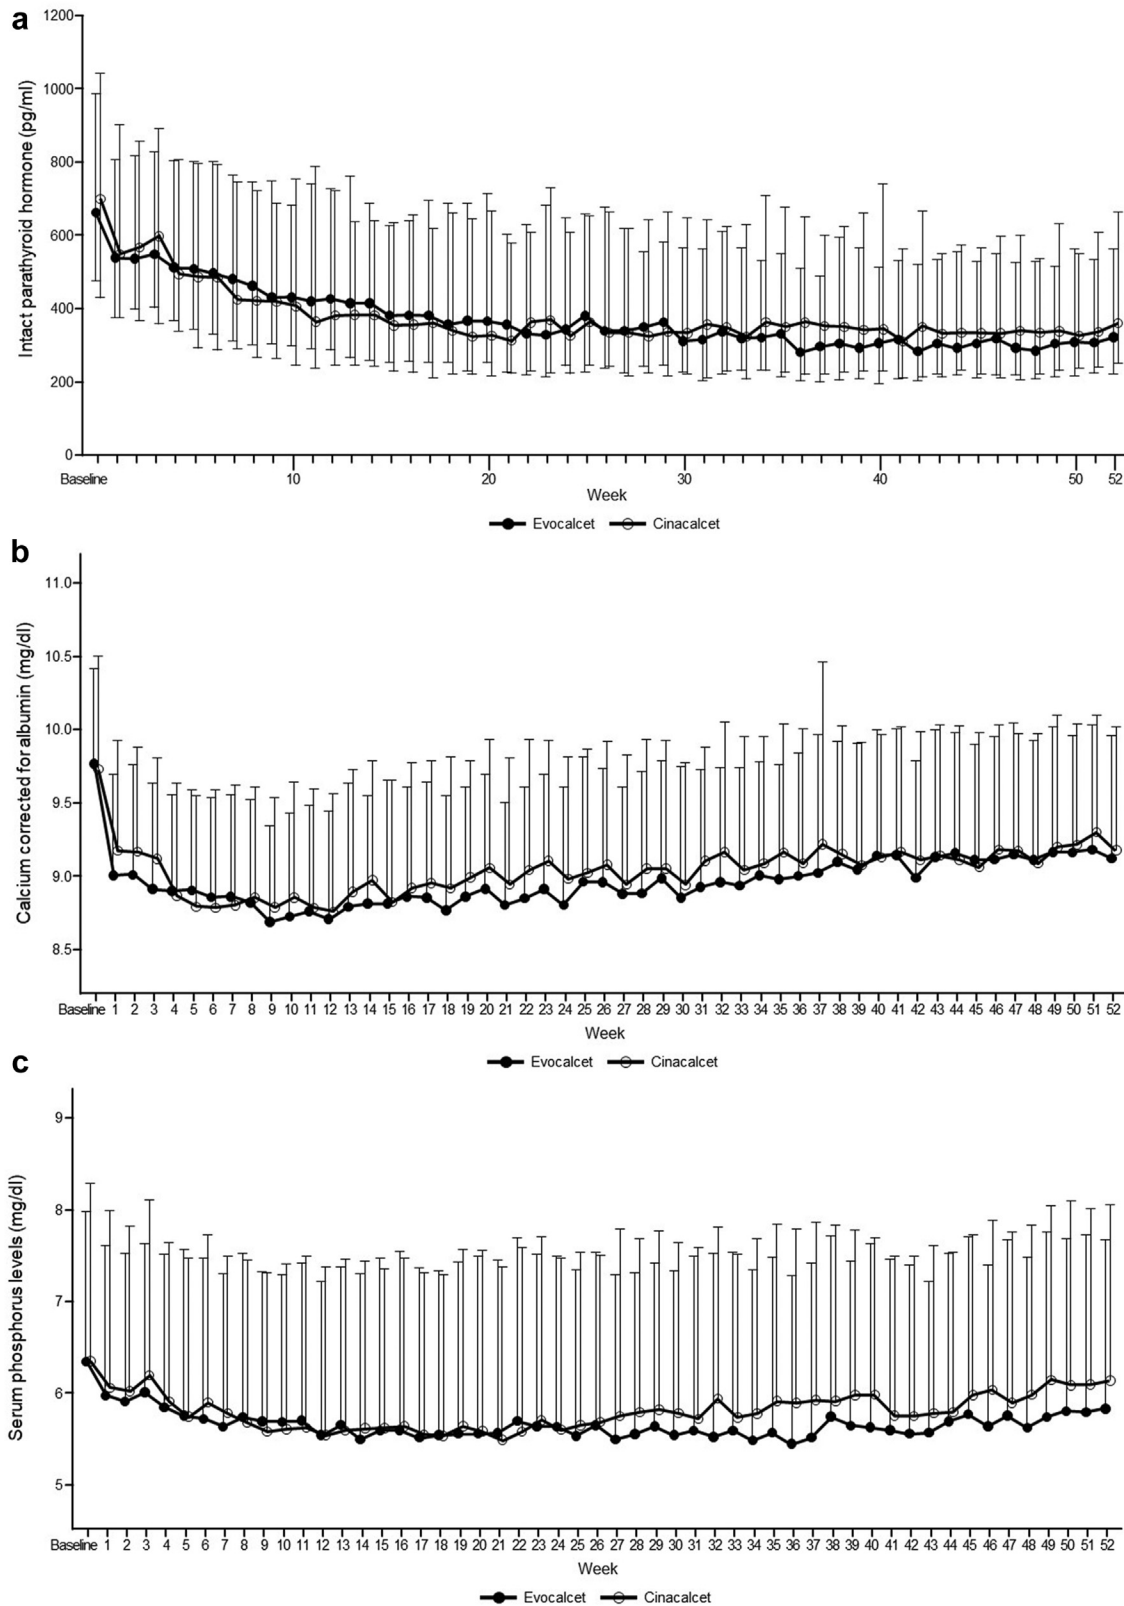 a
Intact parathyroid hormone (pg/ml)
1200
1000
800
600
400
200
0
Baseline 10 20 30 40 50 52
Week
Evocalcet Cinacalcet
b
Calcium corrected for albumin (mg/dl)
11.0
10.5
10.0
9.5
9.0
8.5
Baseline 1 2 3 4 5 6 7 8 9 10 11 12 13 14 15 16 17 18 19 20 21 22 23 24 25 26 27 28 29 30 31 32 33 34 35 36 37 38 39 40 41 42 43 44 45 46 47 48 49 50 51 52
Week
Evocalcet Cinacalcet
c
Serum phosphorus levels (mg/dl)
9
8
7
6
5
Baseline 1 2 3 4 5 6 7 8 9 10 11 12 13 14 15 16 17 18 19 20 21 22 23 24 25 26 27 28 29 30 31 32 33 34 35 36 37 38 39 40 41 42 43 44 45 46 47 48 49 50 51 52
Week
Evocalcet Cinacalcet